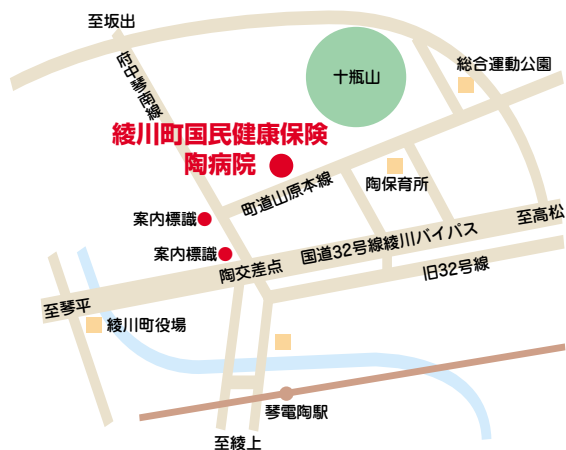 至坂出
府中琴南線
十瓶山
総合運動公園
綾川町国民健康保険
陶病院
陶保育所
町道山原本線
案内標識
至高松
国道32号線綾川バイパス
案内標識
陶交差点
旧32号線
至琴平
綾川町役場
琴電陶駅
至綾上